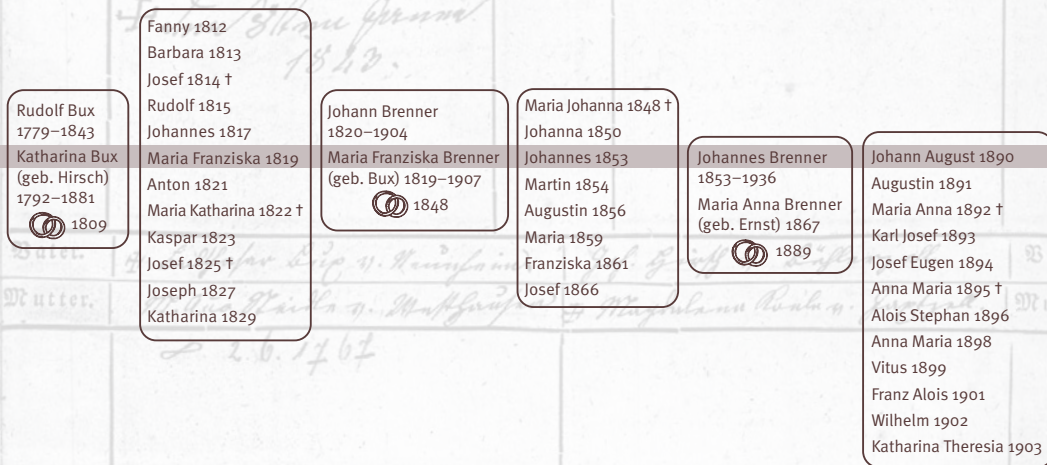 Rudolf Bux
1779–1843
Katharina Bux
(geb. Hirsch)
1792–1881
1809
Fanny 1812
Barbara 1813
Josef 1814 †
Rudolf 1815
Johannes 1817
Maria Franziska 1819
Anton 1821
Maria Katharina 1822 †
Kaspar 1823
Josef 1825 †
Joseph 1827
Katharina 1829
Johann Brenner
1820–1904
Maria Franziska Brenner
(geb. Bux) 1819–1907
1848
Maria Johanna 1848 †
Johanna 1850
Johannes 1853
Martin 1854
Augustin 1856
Maria 1859
Franziska 1861
Josef 1866
Johannes Brenner
1853–1936
Maria Anna Brenner
(geb. Ernst) 1867
1889
Johann August 1890
Augustin 1891
Maria Anna 1892 †
Karl Josef 1893
Josef Eugen 1894
Anna Maria 1895 †
Alois Stephan 1896
Anna Maria 1898
Vitus 1899
Franz Alois 1901
Wilhelm 1902
Katharina Theresia 1903
1843.
Vater.
Mutter.
2.6.1767